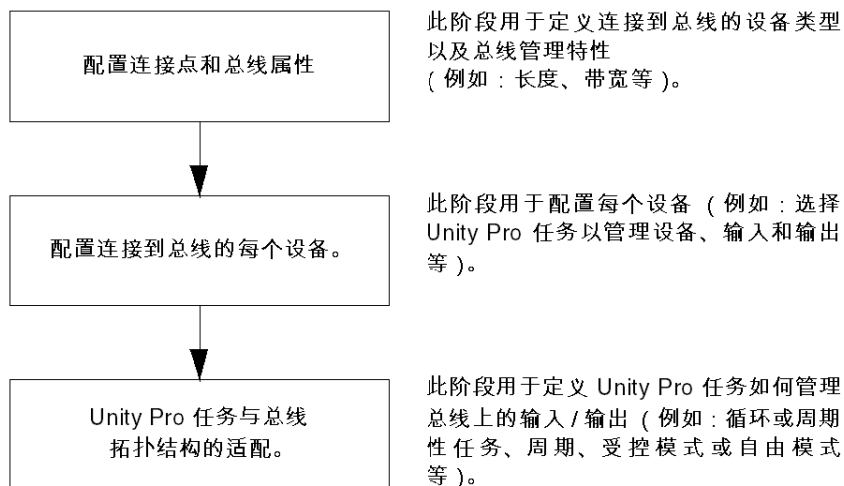 配置连接点和总线属性
此阶段用于定义连接到总线的设备类型
以及总线管理特性
(例如:长度、带宽等)。
配置连接到总线的每个设备。
此阶段用于配置每个设备 (例如:选择
Unity Pro 任务以管理设备、输入和输出
等)。
Unity Pro 任务与总线
拓扑结构的适配。
此阶段用于定义 Unity Pro 任务如何管理
总线上的输入/输出 (例如:循环或周期
性任务、周期、受控模式或自由模式
等)。